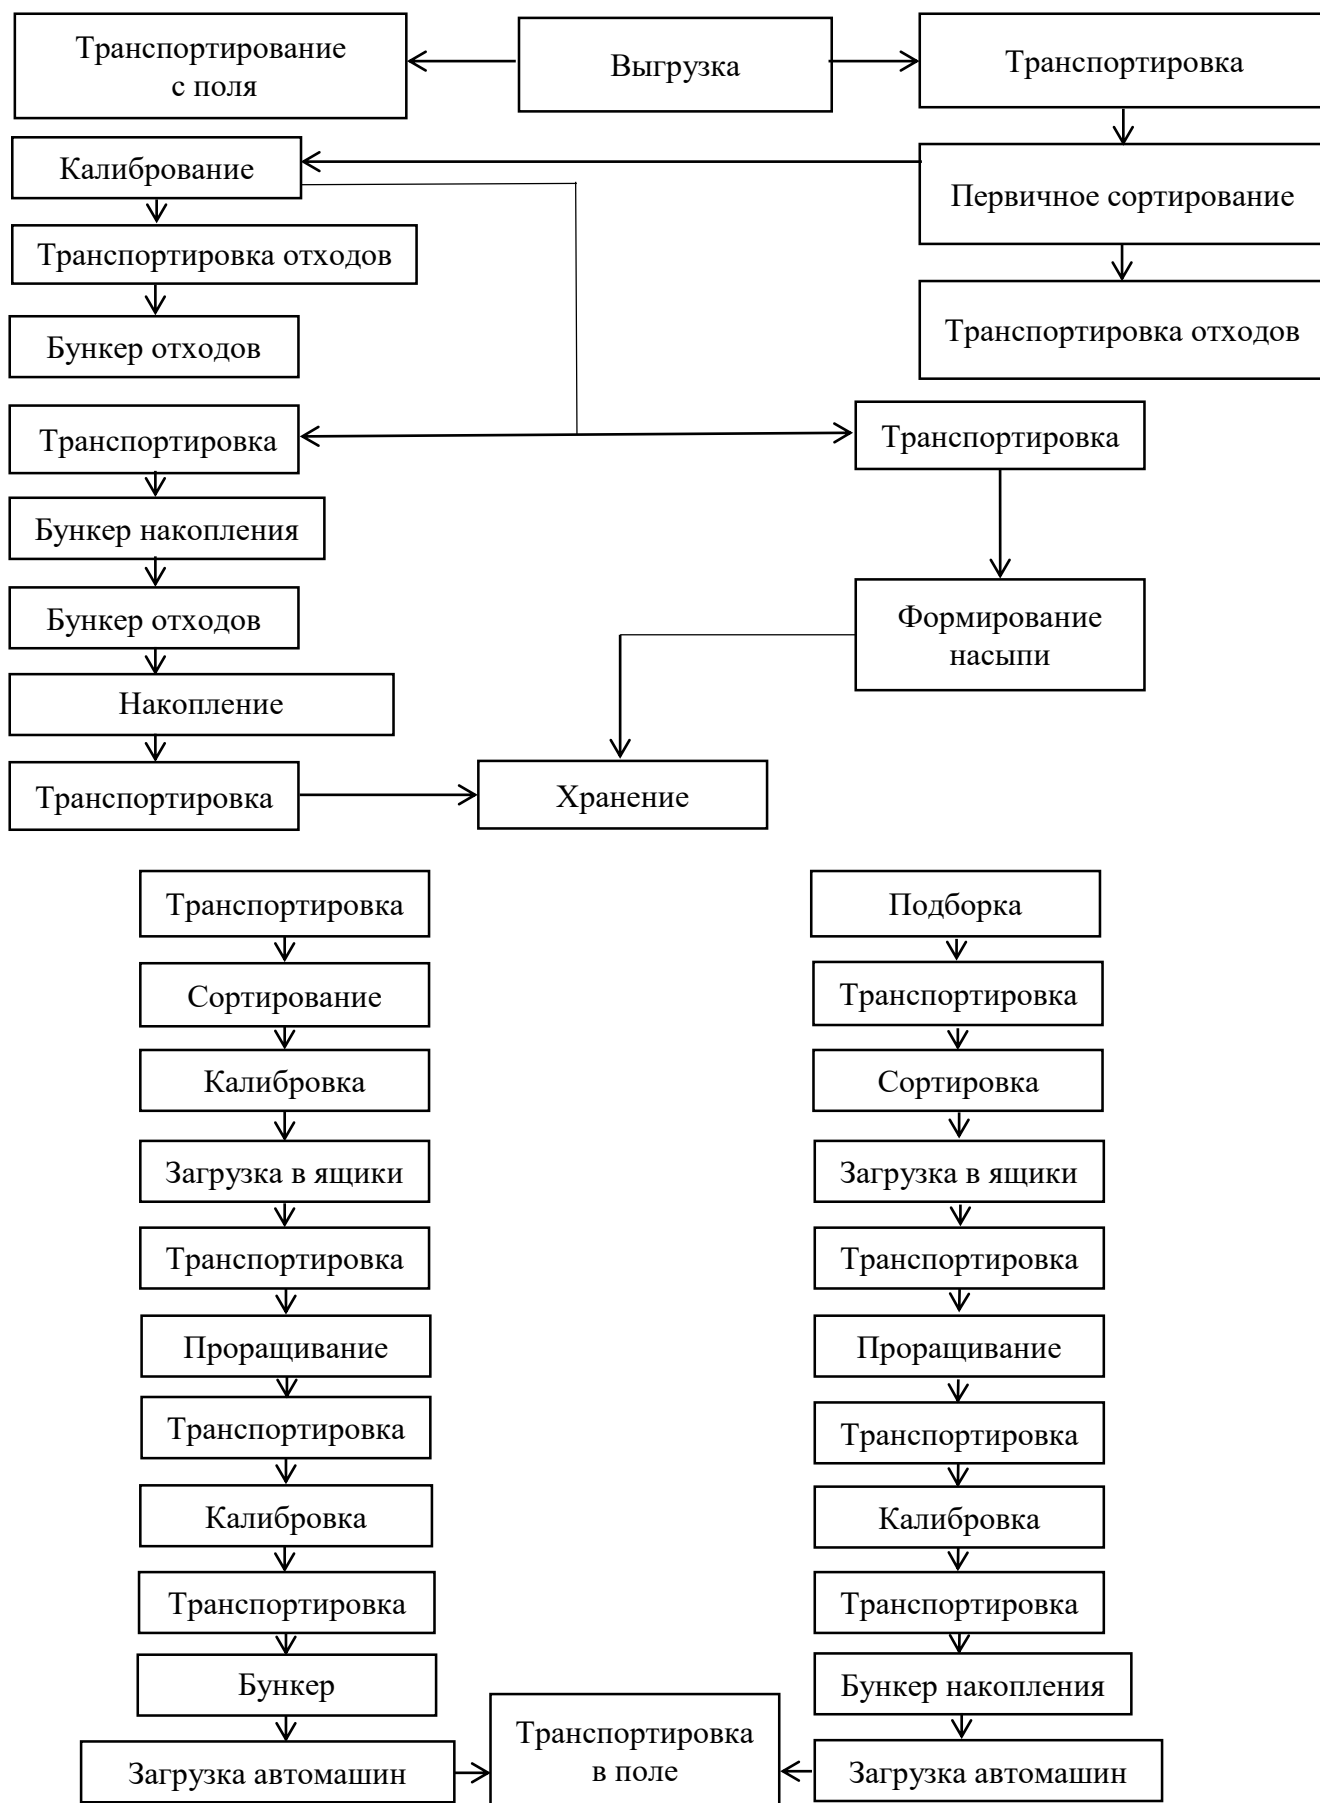 Транспортирование
с поля
Выгрузка
Транспортировка
Калибрование
Первичное сортирование
Транспортировка отходов
Транспортировка отходов
Бункер отходов
Транспортировка
Транспортировка
Бункер накопления
Бункер отходов
Формирование
насыпи
Накопление
Транспортировка
Хранение
Транспортировка
Подборка
Сортирование
Транспортировка
Калибровка
Сортировка
Загрузка в ящики
Загрузка в ящики
Транспортировка
Транспортировка
Проращивание
Проращивание
Транспортировка
Транспортировка
Калибровка
Калибровка
Транспортировка
Транспортировка
Бункер
Бункер накопления
Транспортировка
в поле
Загрузка автомашин
Загрузка автомашин